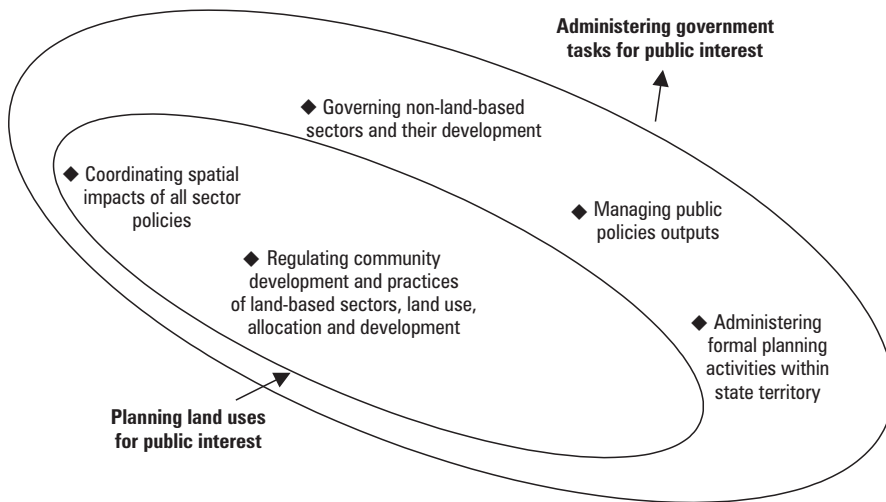 Administering government
tasks for public interest
◆ Governing non-land-based
sectors and their development
◆ Coordinating spatial
impacts of all sector
policies
◆ Managing public
policies outputs
◆ Regulating community
development and practices
of land-based sectors, land use,
allocation and development
◆ Administering
formal planning
activities within
state territory
Planning land uses
for public interest